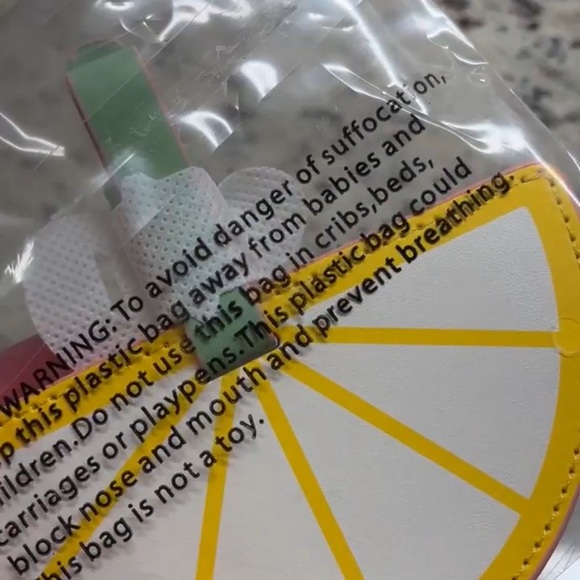 WARNING: To avoid danger of suffocation,
p this plastic bag away from babies and
ildren.Do not use this bag in cribs,beds,
carriages or playpens.This plastic bag could
block nose and mouth and prevent breathing.
This bag is not a toy.